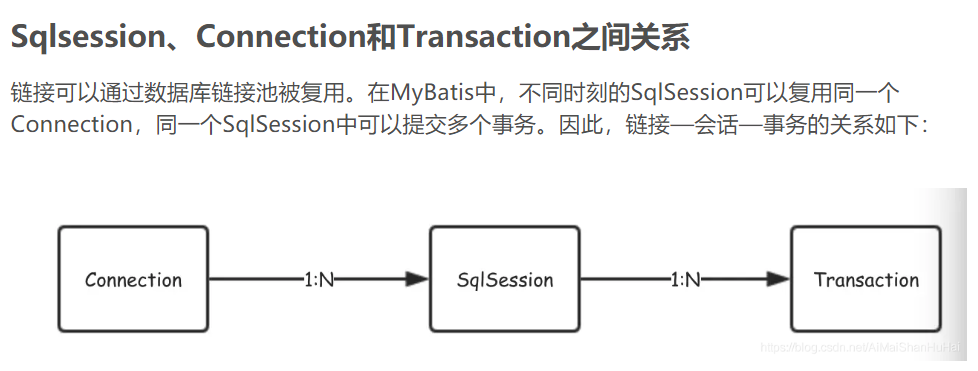 Sqlsession、Connection和Transaction之间关系
链接可以通过数据库链接池被复用。在MyBatis中，不同时刻的SqlSession可以复用同一个
Connection，同一个SqlSession中可以提交多个事务。因此，链接—会话—事务的关系如下：
Connection
1:N
SqlSession
1:N
Transaction
https://blog.csdn.net/AiMaiShanHuHai